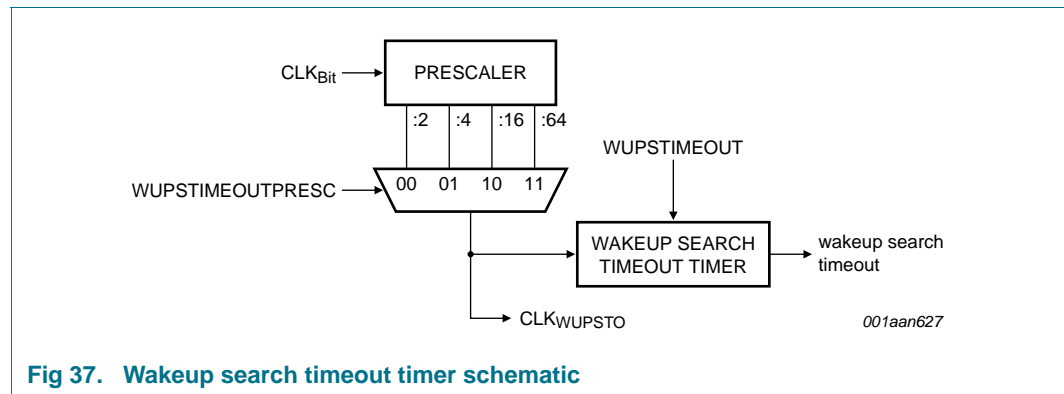 CLKBit
PRESCALER
:2 :4 :16 :64
WUPSTIMEOUT
WUPSTIMEOUTPRESC
00 01 10 11
WAKEUP SEARCH
TIMEOUT TIMER
wakeup search
timeout
CLKWUPSTO
001aan627
Fig 37. Wakeup search timeout timer schematic